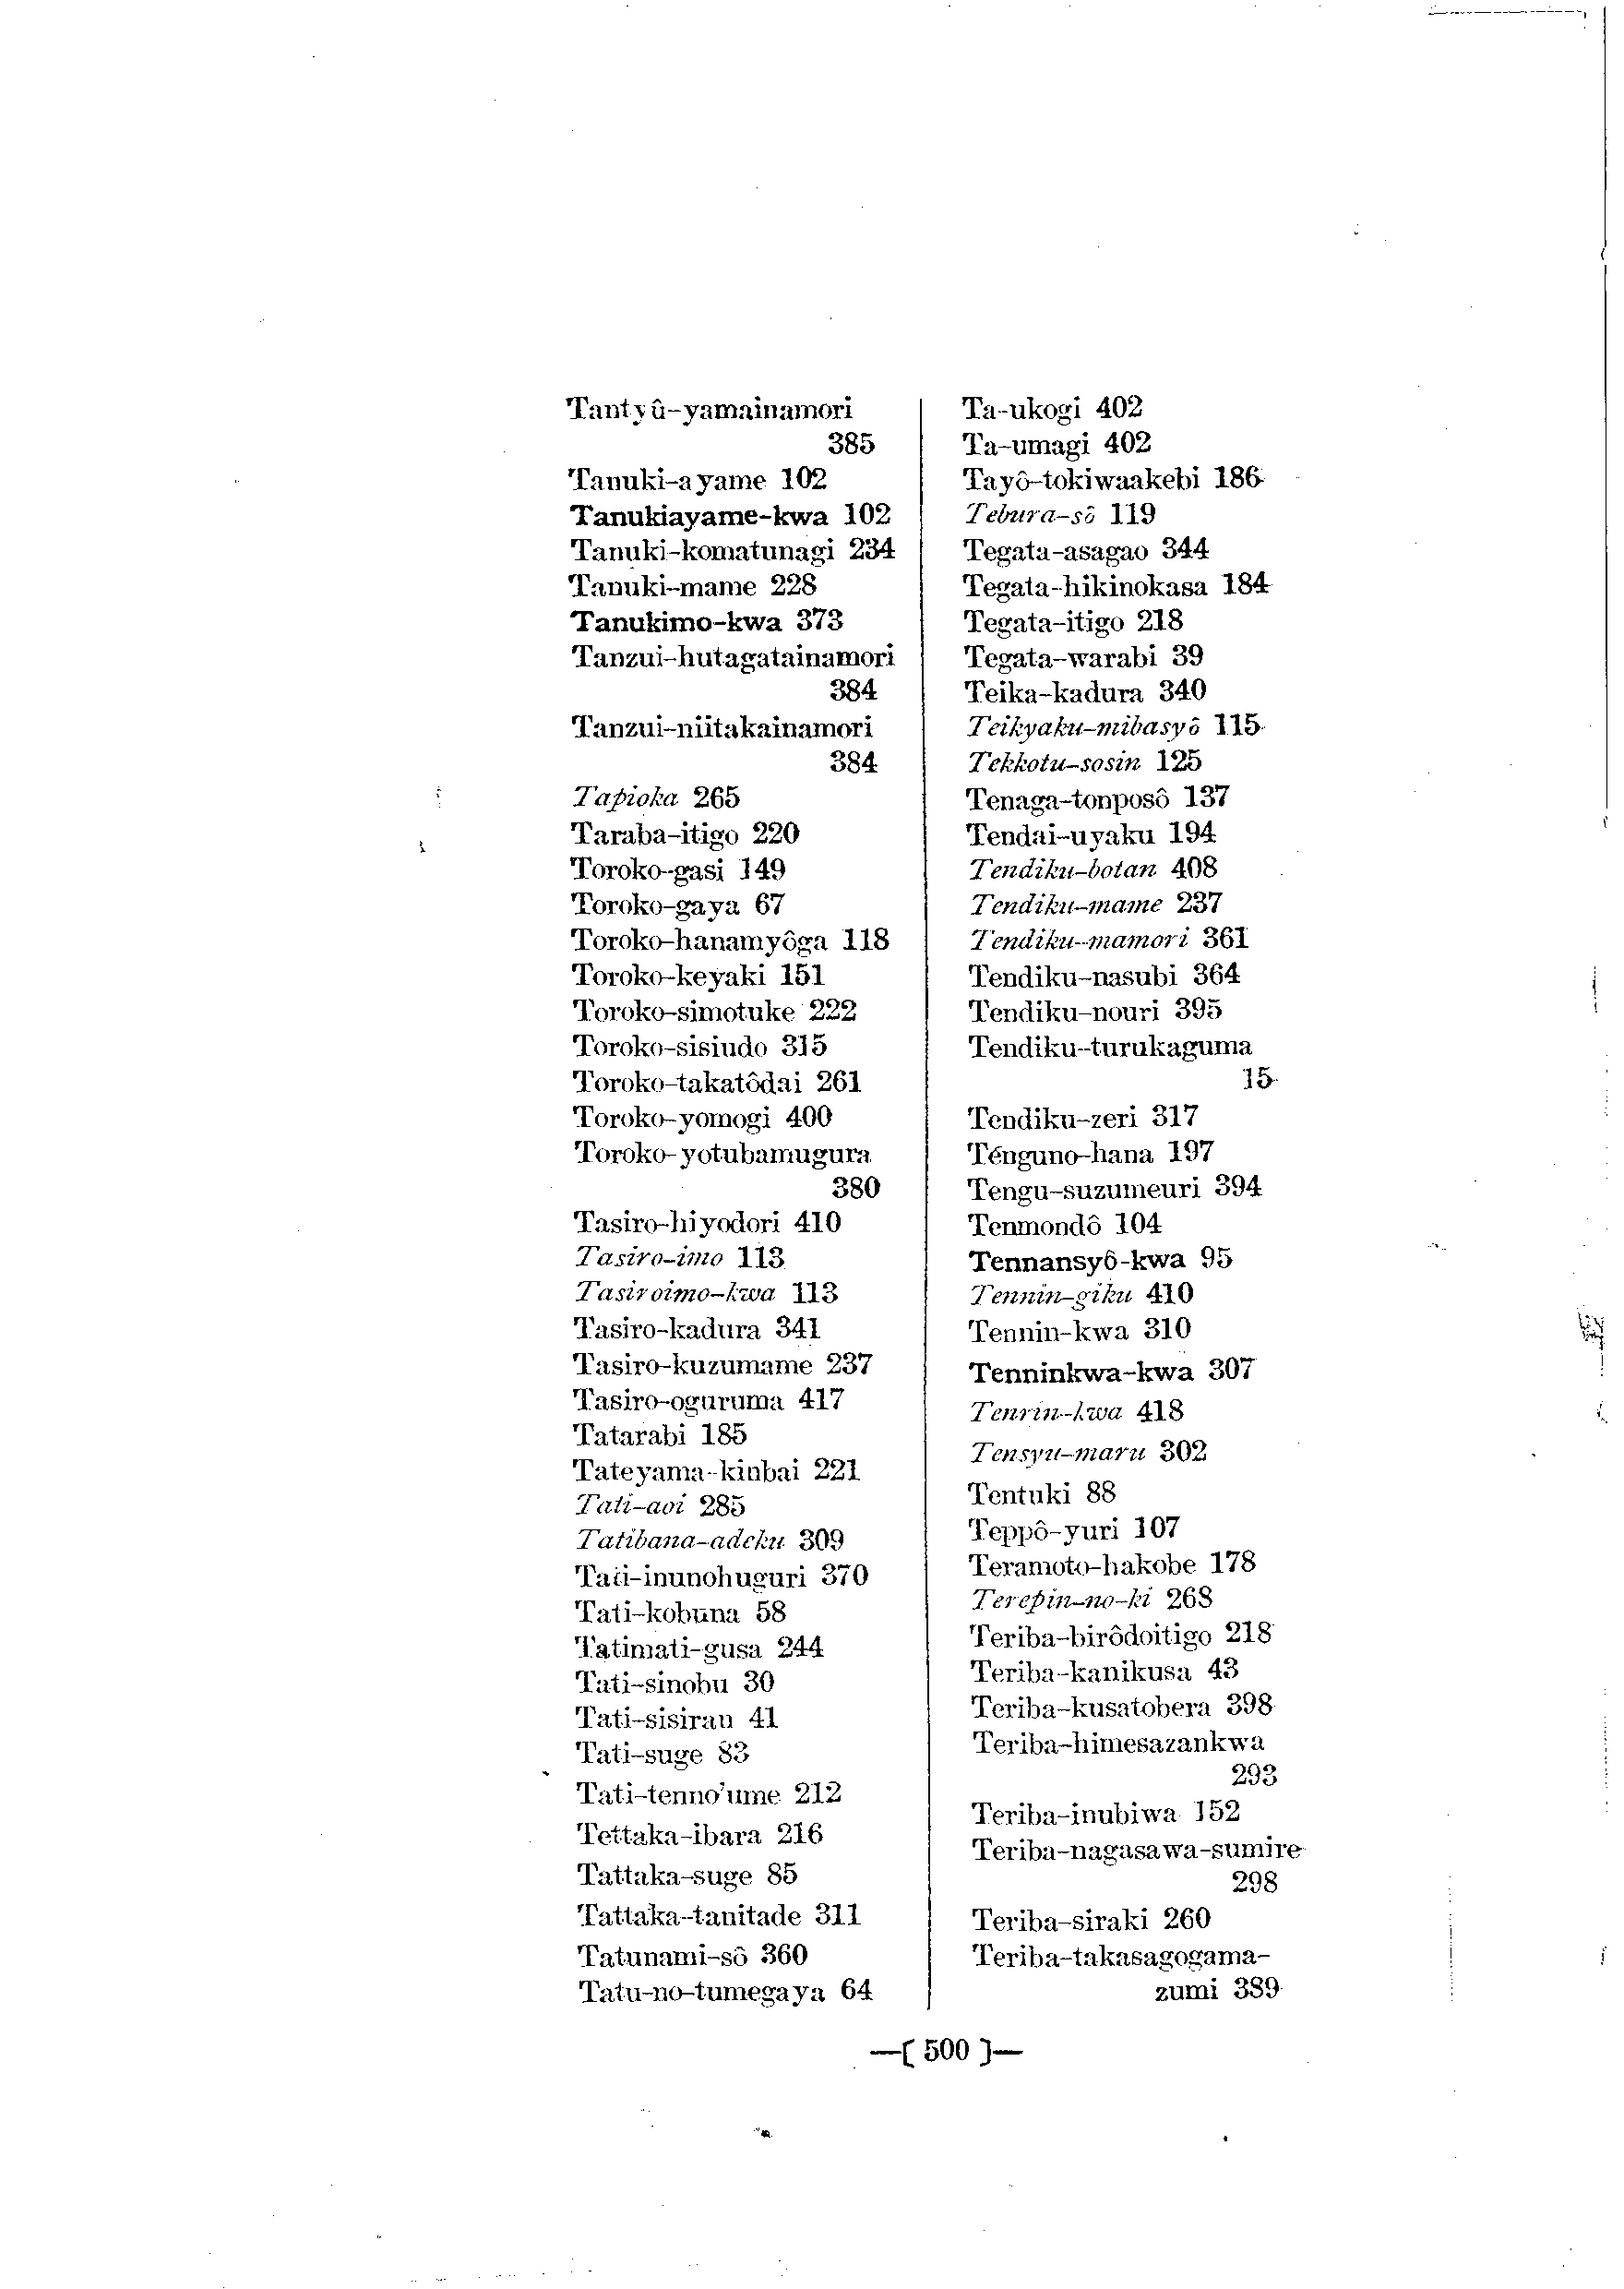 Tantyû-yamainamori
385
Tanuki-ayame 102
Tanukiayame-kwa 102
Tanuki-komatunagi 234
Tanuki-mame 228
Tanukimo-kwa 373
Tanzui-hutagatainamori
384
Tanzui-niitakainamori
384
Tapioka 265
Taraba-itigo 220
Toroko-gasi 149
Toroko-gaya 67
Toroko-hanamyôga 118
Toroko-keyaki 151
Toroko-simotuke 222
Toroko-sisiudo 315
Toroko-takatôdai 261
Toroko-yomogi 400
Toroko-yotubamugura
380
Tasiro-hiyodori 410
Tasiro-imo 113
Tasiroimo-kwa 113
Tasiro-kadura 341
Tasiro-kuzumame 237
Tasiro-oguruma 417
Tatarabi 185
Tateyama-kinbai 221
Tati-aoi 285
Tatibana-adeku 309
Tati-inunohuguri 370
Tati-kobuna 58
Tatimati-gusa 244
Tati-sinobu 30
Tati-sisiran 41
Tati-suge 83
Tati-tenno'ume 212
Tettaka-ibara 216
Tattaka-suge 85
Tattaka-tanitade 311
Tatunami-sô 360
Tatu-no-tumegaya 64
Ta-ukogi 402
Ta-umagi 402
Tayô-tokiwaakebi 186
Tebura-sô 119
Tegata-asagao 344
Tegata-hikinokasa 184
Tegata-itigo 218
Tegata-warabi 39
Teika-kadura 340
Teikyaku-mibasyô 115
Tekkotu-sosin 125
Tenaga-tonposô 137
Tendai-uyaku 194
Tendiku-botan 408
Tendiku-mame 237
Tendiku-mamori 361
Tendiku-nasubi 364
Tendiku-nouri 395
Tendiku-turukaguma
15
Tendiku-zeri 317
Ténguno-hana 197
Tengu-suzumeuri 394
Tenmondô 104
Tennansyô-kwa 95
Tennin-giku 410
Tennin-kwa 310
Tenninkwa-kwa 307
Tenrin-kwa 418
Tensyu-maru 302
Tentuki 88
Teppô-yuri 107
Teramoto-hakobe 178
Terepin-no-ki 268
Teriba-birôdoitigo 218
Teriba-kanikusa 43
Teriba-kusatobera 398
Teriba-himesazankwa
293
Teriba-inubiwa 152
Teriba-nagasawa-sumire
298
Teriba-siraki 260
Teriba-takasagogama-
zumi 389
—[ 500 ]—